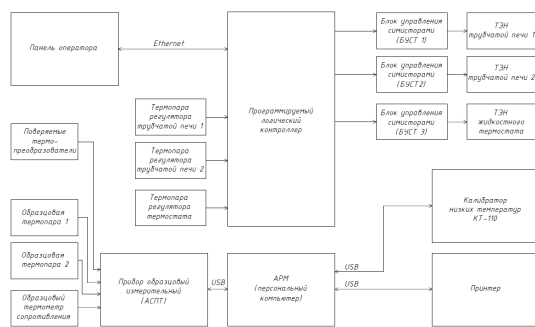 Панель оператора
Ethernet
Программируемый
логический
контроллер
Блок управления
симисторами
(БУСТ 1)
ТЭН
трубчатой печи 1
Блок управления
симисторами
(БУСТ2)
ТЭН
трубчатой печи 2
Блок управления
симисторами
(БУСТ 3)
ТЭН
жидкостного
термостата
Термопара
регулятора
трубчатой печи 1
Термопара
регулятора
трубчатой печи 2
Термопара
регулятора
термостата
Поверяемые
термо-
преобразователи
Образцовая
термопара 1
Образцовая
термопара 2
Образцовый
термометр
сопротивления
Прибор образцовый
измерительный
(АСПТ)
USB
АРМ
(персональный
компьютер)
USB
USB
Калибратор
низких температур
КТ-110
Принтер